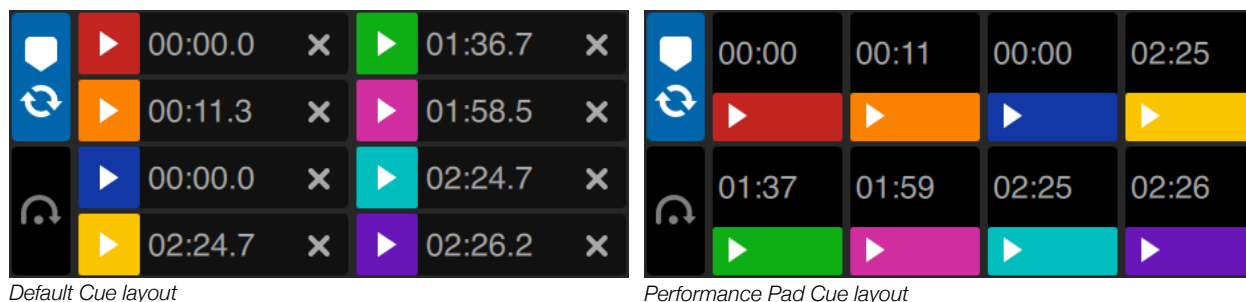 00:00.0 01:36.7
00:11.3 01:58.5
00:00.0 02:24.7
02:24.7 02:26.2
Default Cue layout
00:00 00:11 00:00 02:25
01:37 01:59 02:25 02:26
Performance Pad Cue layout